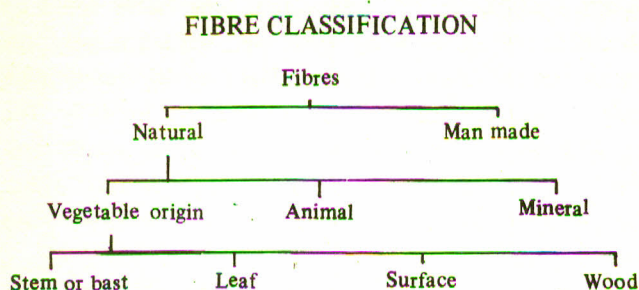 FIBRE CLASSIFICATION
Fibres
Natural Man made
Vegetable origin Animal Mineral
Stem or bast Leaf Surface Wood